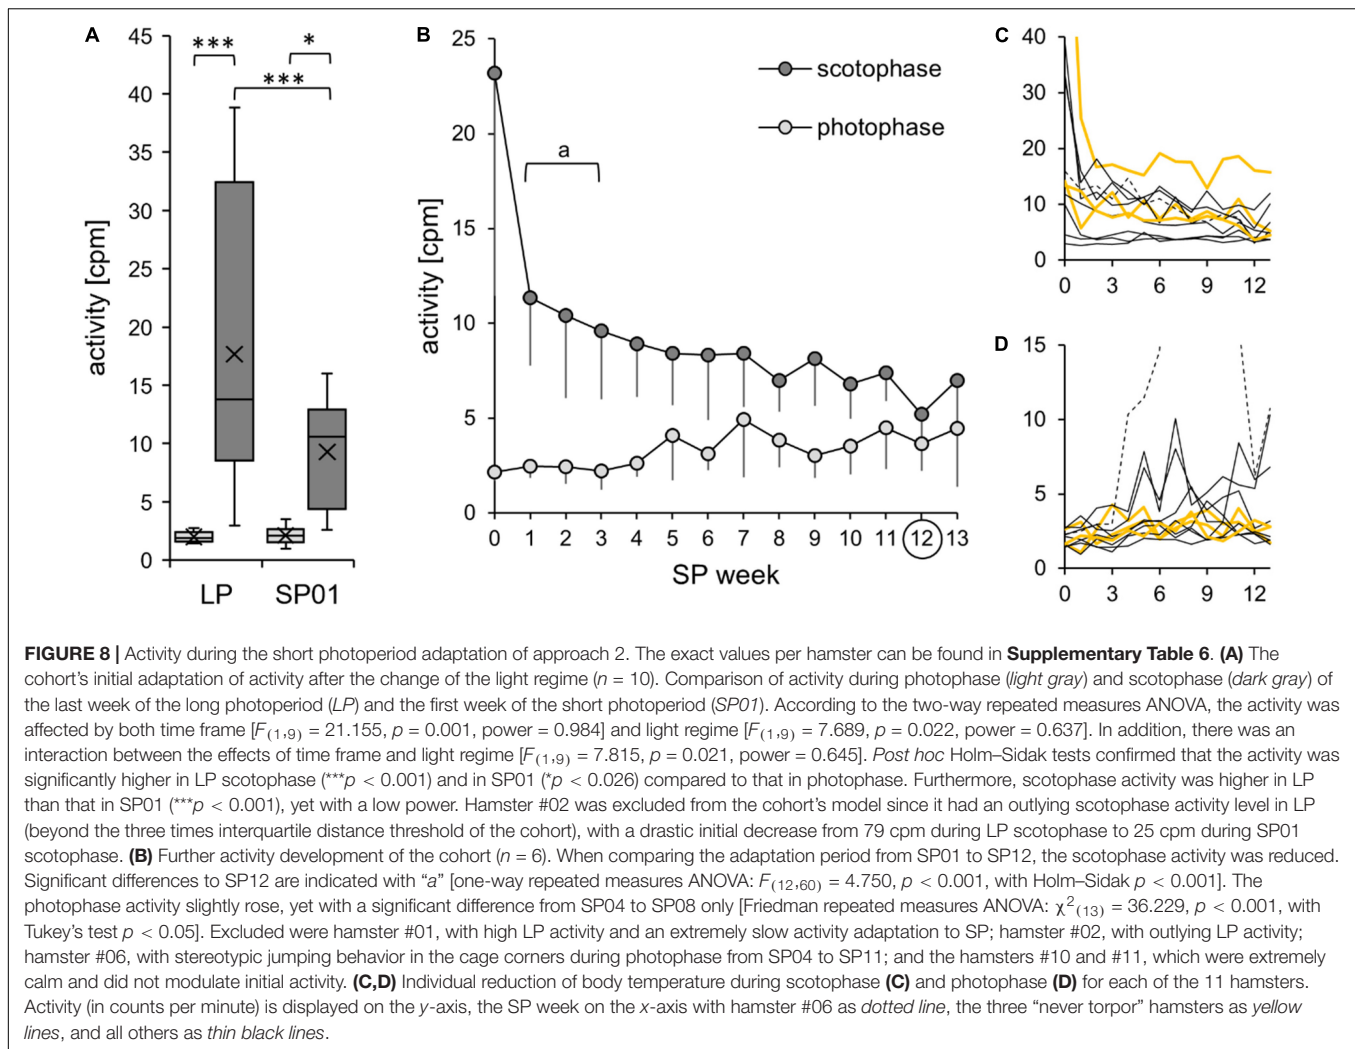 A
45
40
35
30
25
20
15
10
5
0
activity [cpm]
***
*
***
LP
SP01
B
25
20
15
10
5
0
activity [cpm]
a
scotophase
photophase
0 1 2 3 4 5 6 7 8 9 10 11 12 13
SP week
C
40
30
20
10
0
0 3 6 9 12
D
15
10
5
0
0 3 6 9 12
FIGURE 8 | Activity during the short photoperiod adaptation of approach 2. The exact values per hamster can be found in Supplementary Table 6. (A) The
cohort's initial adaptation of activity after the change of the light regime (n = 10). Comparison of activity during photophase (light gray) and scotophase (dark gray) of
the last week of the long photoperiod (LP) and the first week of the short photoperiod (SP01). According to the two-way repeated measures ANOVA, the activity was
affected by both time frame [F(1,9) = 21.155, p = 0.001, power = 0.984] and light regime [F(1,9) = 7.689, p = 0.022, power = 0.637]. In addition, there was an
interaction between the effects of time frame and light regime [F(1,9) = 7.815, p = 0.021, power = 0.645]. Post hoc Holm–Sidak tests confirmed that the activity was
significantly higher in LP scotophase (***p < 0.001) and in SP01 (*p < 0.026) compared to that in photophase. Furthermore, scotophase activity was higher in LP
than that in SP01 (***p < 0.001), yet with a low power. Hamster #02 was excluded from the cohort's model since it had an outlying scotophase activity level in LP
(beyond the three times interquartile distance threshold of the cohort), with a drastic initial decrease from 79 cpm during LP scotophase to 25 cpm during SP01
scotophase. (B) Further activity development of the cohort (n = 6). When comparing the adaptation period from SP01 to SP12, the scotophase activity was reduced.
Significant differences to SP12 are indicated with "a" [one-way repeated measures ANOVA: F(12,60) = 4.750, p < 0.001, with Holm–Sidak p < 0.001]. The
photophase activity slightly rose, yet with a significant difference from SP04 to SP08 only [Friedman repeated measures ANOVA: χ²(13) = 36.229, p < 0.001, with
Tukey's test p < 0.05]. Excluded were hamster #01, with high LP activity and an extremely slow activity adaptation to SP; hamster #02, with outlying LP activity;
hamster #06, with stereotypic jumping behavior in the cage corners during photophase from SP04 to SP11; and the hamsters #10 and #11, which were extremely
calm and did not modulate initial activity. (C,D) Individual reduction of body temperature during scotophase (C) and photophase (D) for each of the 11 hamsters.
Activity (in counts per minute) is displayed on the y-axis, the SP week on the x-axis with hamster #06 as dotted line, the three "never torpor" hamsters as yellow
lines, and all others as thin black lines.